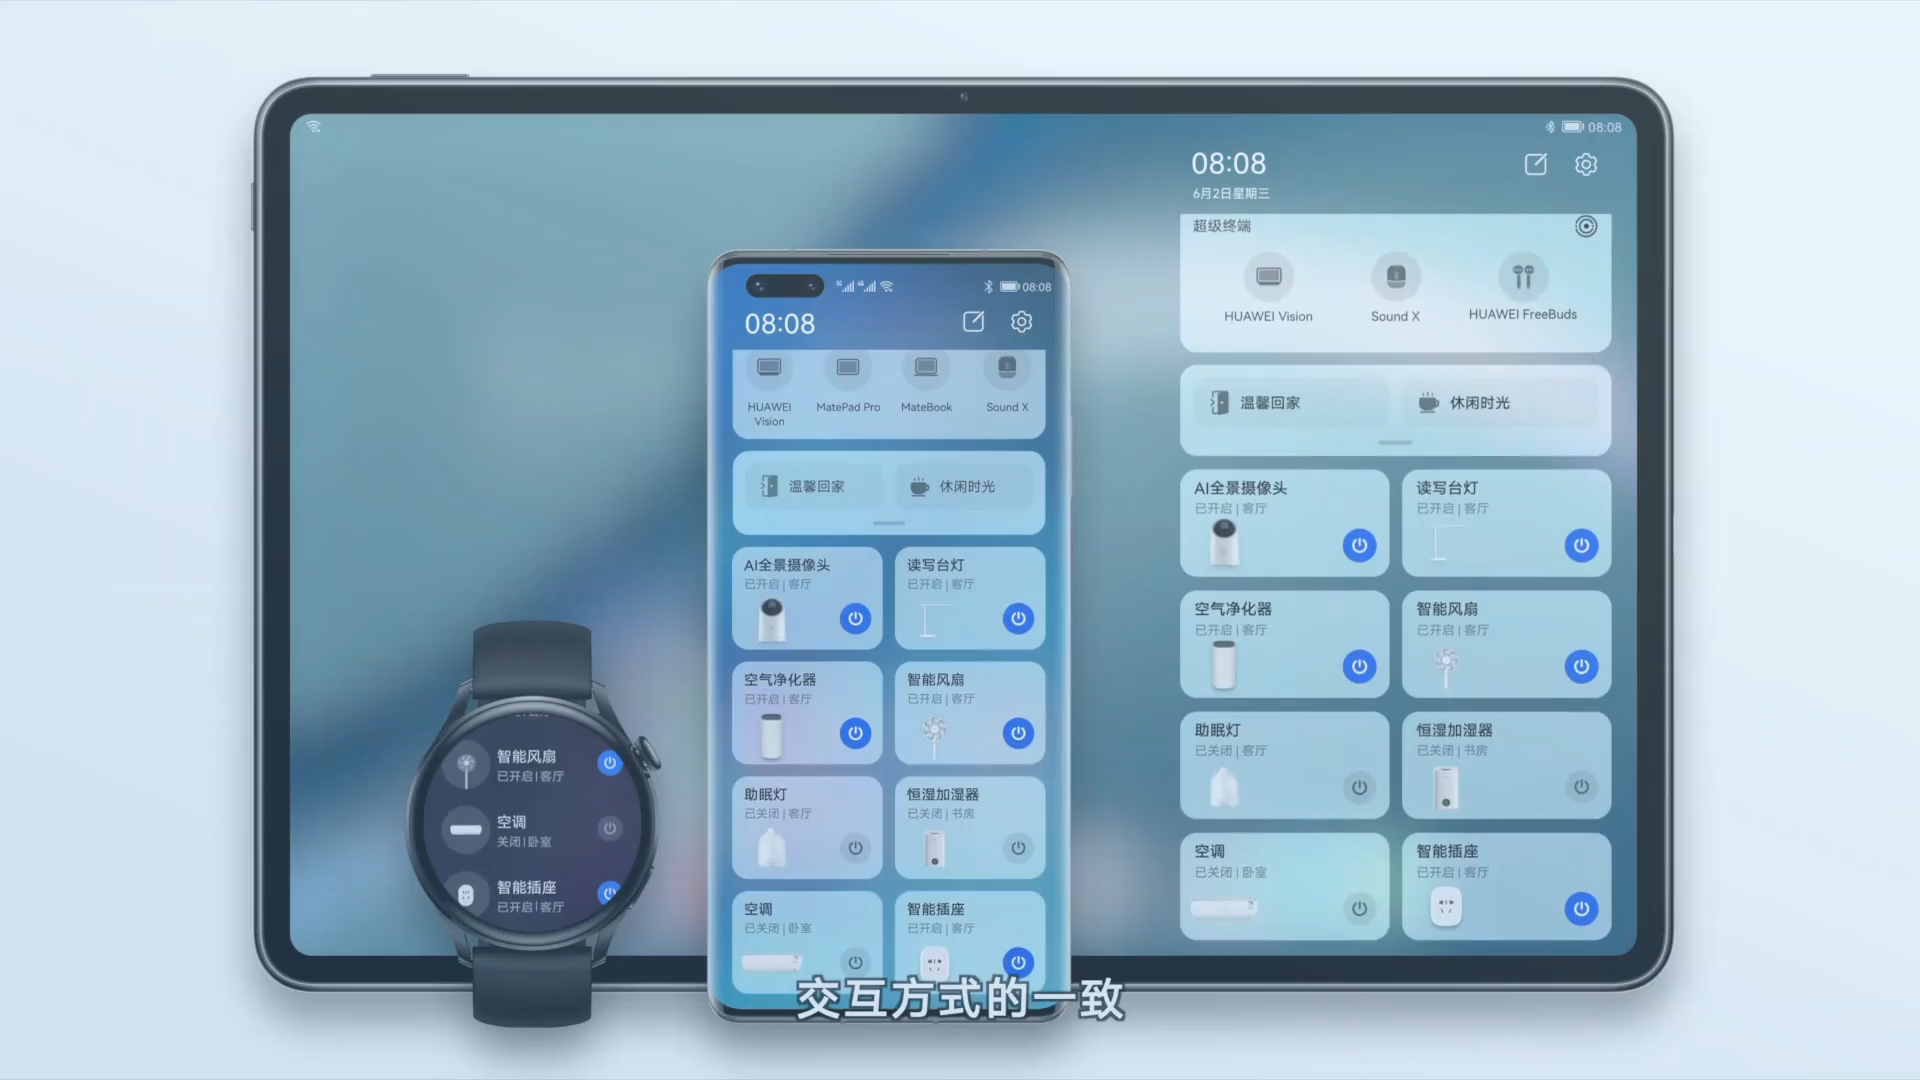 08:08
08:08
6月2日星期三
超级终端
HUAWEI Vision
Sound X
HUAWEI FreeBuds
温馨回家
休闲时光
AI全景摄像头
已开启 | 客厅
读写台灯
已开启 | 客厅
空气净化器
已开启 | 客厅
智能风扇
已开启 | 客厅
助眠灯
已关闭 | 客厅
恒湿加湿器
已关闭 | 书房
空调
已关闭 | 卧室
智能插座
已开启 | 客厅
08:08
08:08
HUAWEI
Vision
MatePad Pro
MateBook
Sound X
温馨回家
休闲时光
AI全景摄像头
已开启 | 客厅
读写台灯
已开启 | 客厅
空气净化器
已开启 | 客厅
智能风扇
已开启 | 客厅
助眠灯
已关闭 | 客厅
恒湿加湿器
已关闭 | 书房
空调
已关闭 | 卧室
智能插座
已开启 | 客厅
智能风扇
已开启 | 客厅
空调
关闭 | 卧室
智能插座
已开启 | 客厅
交互方式的一致